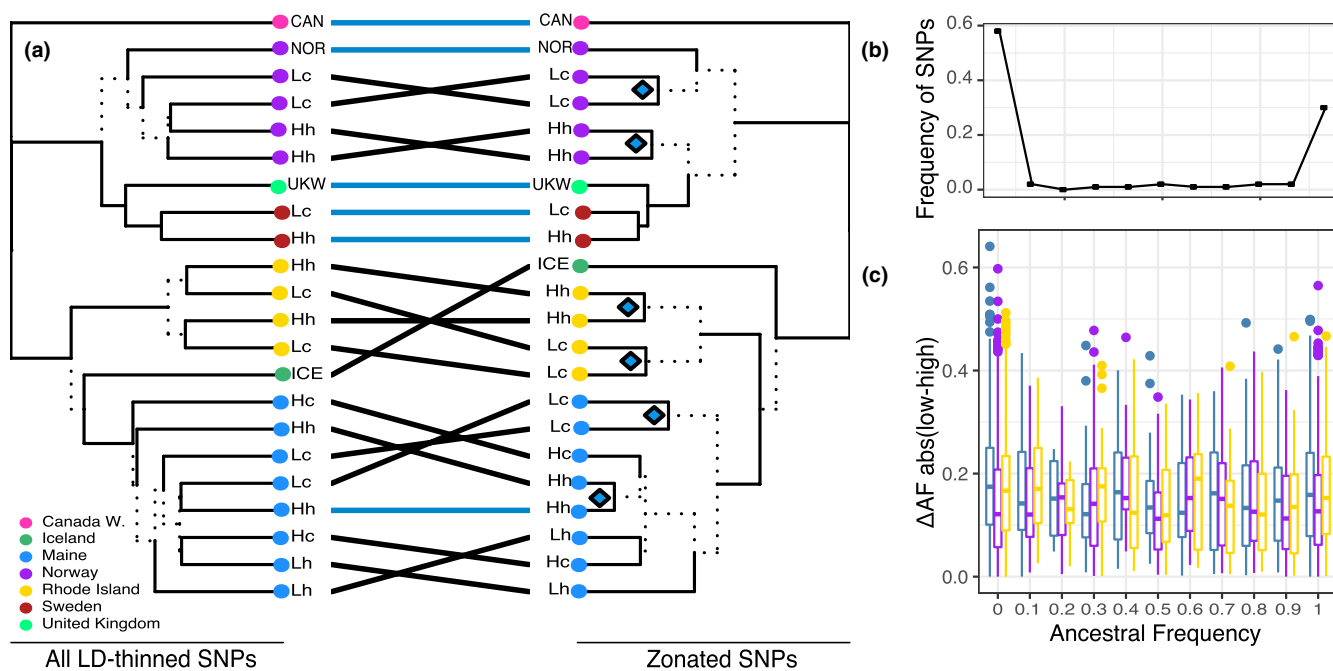 (a)
CAN
NOR
Lc
Lc
Hh
Hh
UKW
Lc
Hh
Hh
Lc
Hh
Lc
ICE
Hc
Hh
Lc
Lc
Hh
Hc
Lh
Lh
Canada W.
Iceland
Maine
Norway
Rhode Island
Sweden
United Kingdom
All LD-thinned SNPs
(b)
CAN
NOR
Lc
Lc
Hh
Hh
UKW
Lc
Hh
ICE
Hh
Hh
Lc
Lc
Lc
Lc
Hc
Hh
Hh
Lh
Hc
Lh
Zonated SNPs
Frequency of SNPs
0.6
0.4
0.2
0.0
(c)
ΔAF abs(low-high)
0.6
0.4
0.2
0.0
0 0.1 0.2 0.3 0.4 0.5 0.6 0.7 0.8 0.9 1
Ancestral Frequency